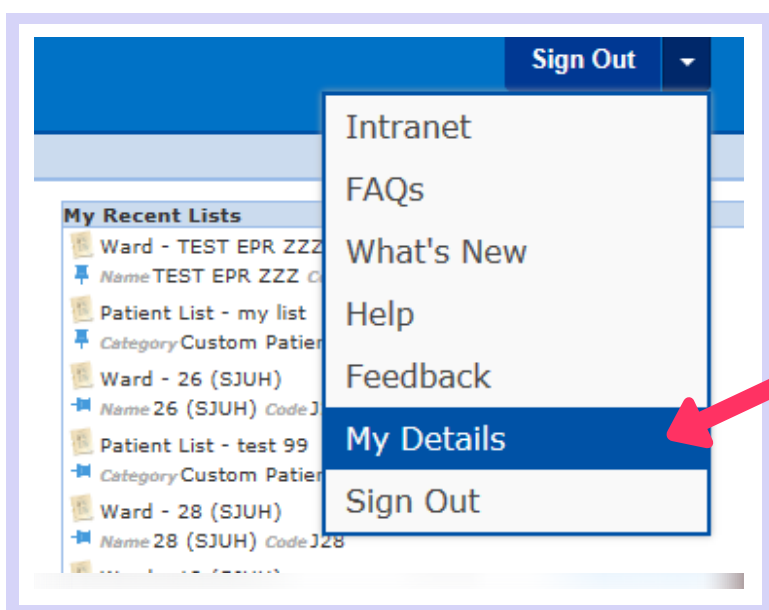 Sign Out
Intranet
FAQs
What's New
Help
Feedback
My Details
Sign Out
My Recent Lists
Ward - TEST EPR ZZZ
Name TEST EPR ZZZ
Patient List - my list
Category Custom
Ward - 26 (SJUH)
Name 26 (SJUH) Code
Patient List - test 99
Category Custom
Ward - 28 (SJUH)
Name 28 (SJUH) Code J28